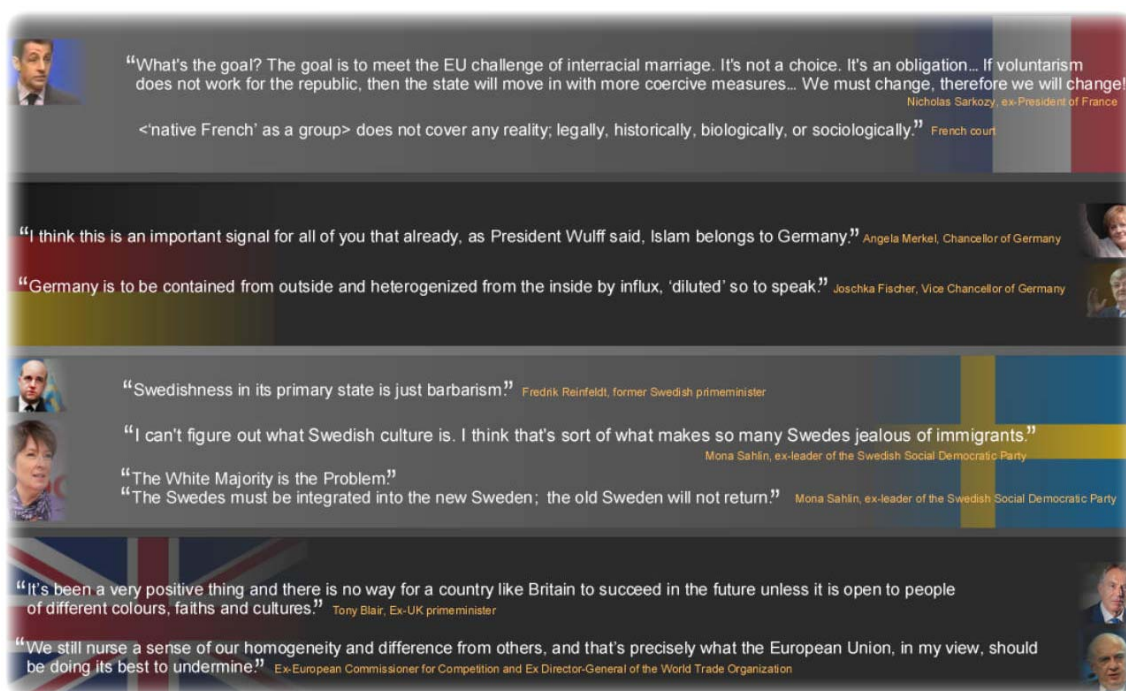 “What's the goal? The goal is to meet the EU challenge of interracial marriage. It's not a choice. It's an obligation... If voluntarism
does not work for the republic, then the state will move in with more coercive measures... We must change, therefore we will change!
Nicholas Sarkozy, ex-President of France
<‘native French’ as a group> does not cover any reality; legally, historically, biologically, or sociologically.” French court
“I think this is an important signal for all of you that already, as President Wulff said, Islam belongs to Germany.” Angela Merkel, Chancellor of Germany
“Germany is to be contained from outside and heterogenized from the inside by influx, ‘diluted’ so to speak.” Joschka Fischer, Vice Chancellor of Germany
“Swedishness in its primary state is just barbarism.” Fredrik Reinfeldt, former Swedish primeminister
“I can't figure out what Swedish culture is. I think that's sort of what makes so many Swedes jealous of immigrants.”
Mona Sahlin, ex-leader of the Swedish Social Democratic Party
“The White Majority is the Problem.”
“The Swedes must be integrated into the new Sweden; the old Sweden will not return.” Mona Sahlin, ex-leader of the Swedish Social Democratic Party
“It's been a very positive thing and there is no way for a country like Britain to succeed in the future unless it is open to people
of different colours, faiths and cultures.” Tony Blair, Ex-UK primeminister
“We still nurse a sense of our homogeneity and difference from others, and that's precisely what the European Union, in my view, should
be doing its best to undermine.” Ex-European Commissioner for Competition and Ex Director-General of the World Trade Organization